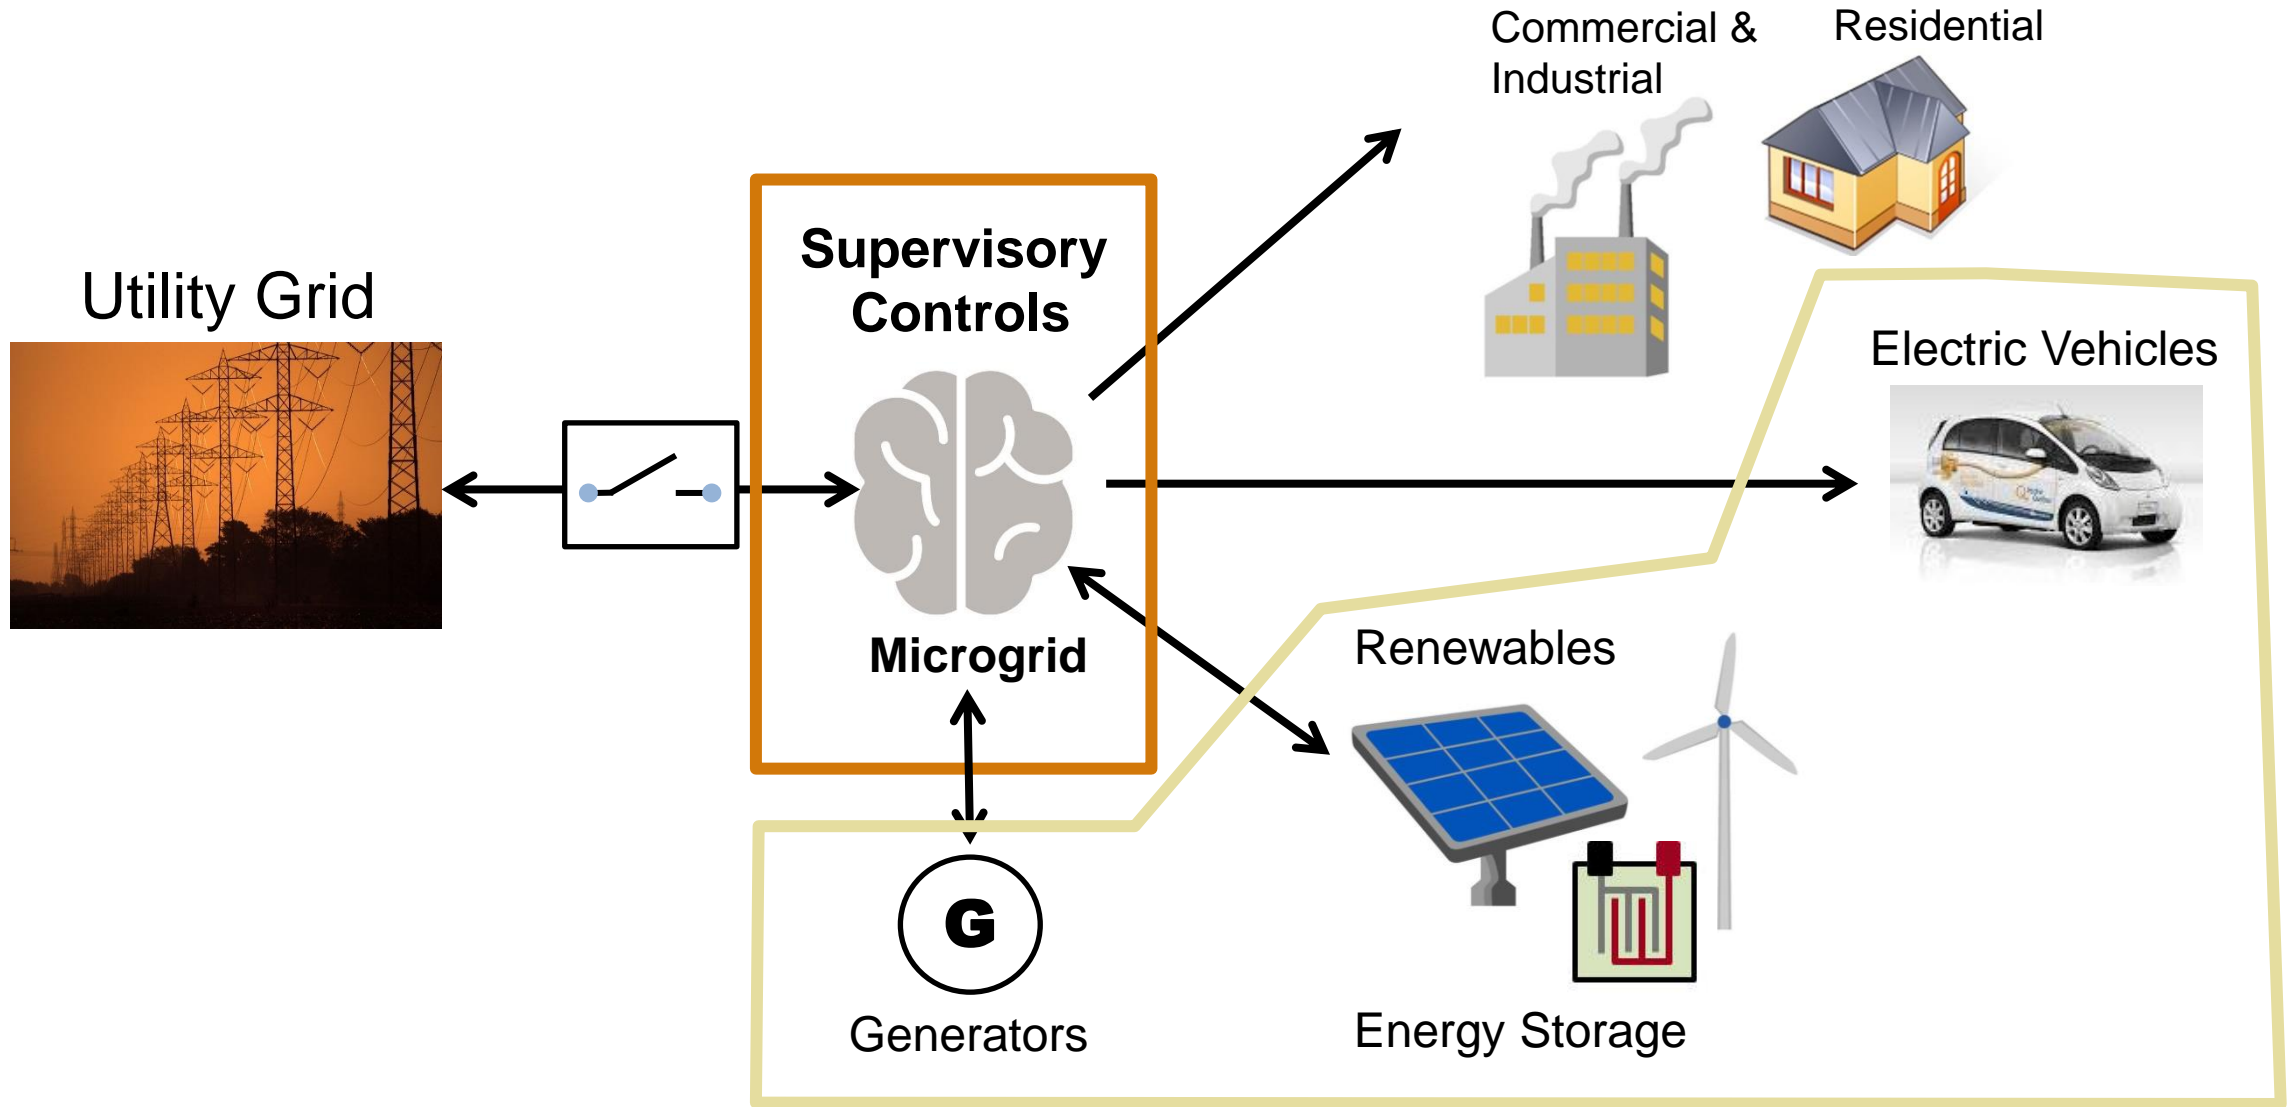 Commercial &
Industrial
Residential
Supervisory
Controls
Utility Grid
Electric Vehicles
Microgrid
Renewables
G
Generators
Energy Storage